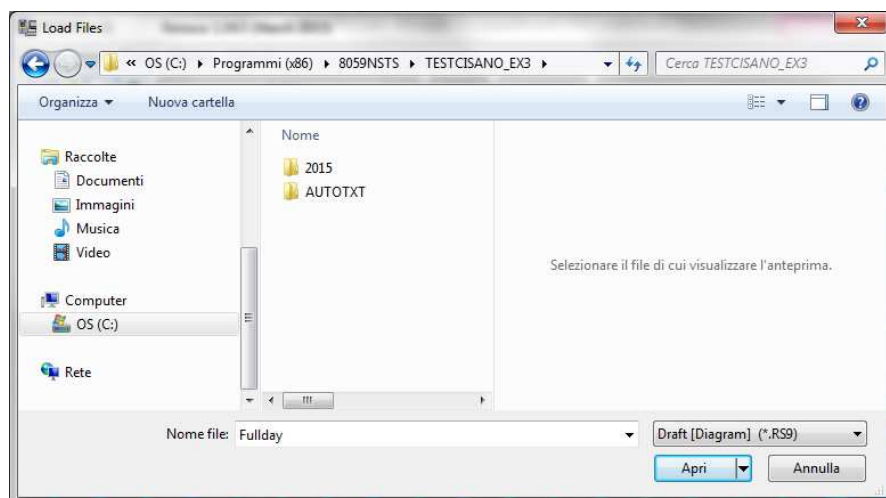 Load Files
« OS (C:) ▸ Programmi (x86) ▸ 8059NSTS ▸ TESTCISANO_EX3 ▸
Cerca TESTCISANO_EX3
Organizza
Nuova cartella
Nome
Raccolte
Documenti
Immagini
Musica
Video
Computer
OS (C:)
Rete
2015
AUTOTXT
Selezionare il file di cui visualizzare l'anteprima.
Nome file:
Fullday
Draft [Diagram] (*.RS9)
Apri
Annulla